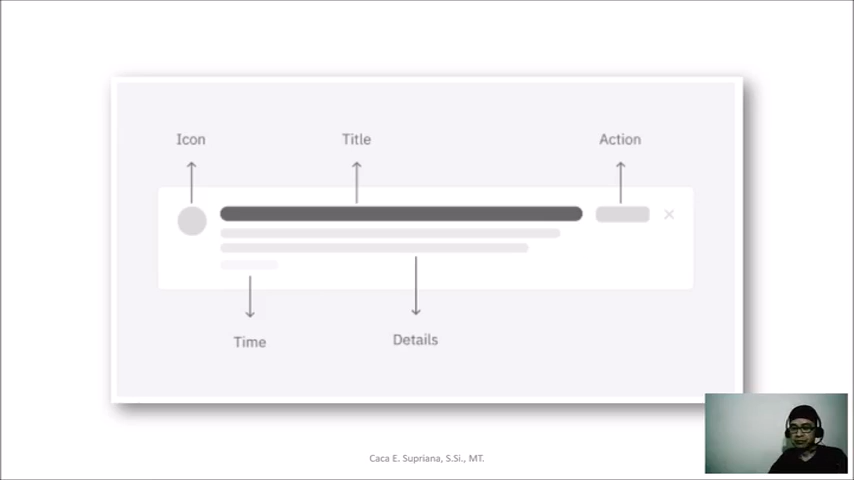 Icon
Title
Action
Time
Details
Caca E. Supriana, S.Si., MT.